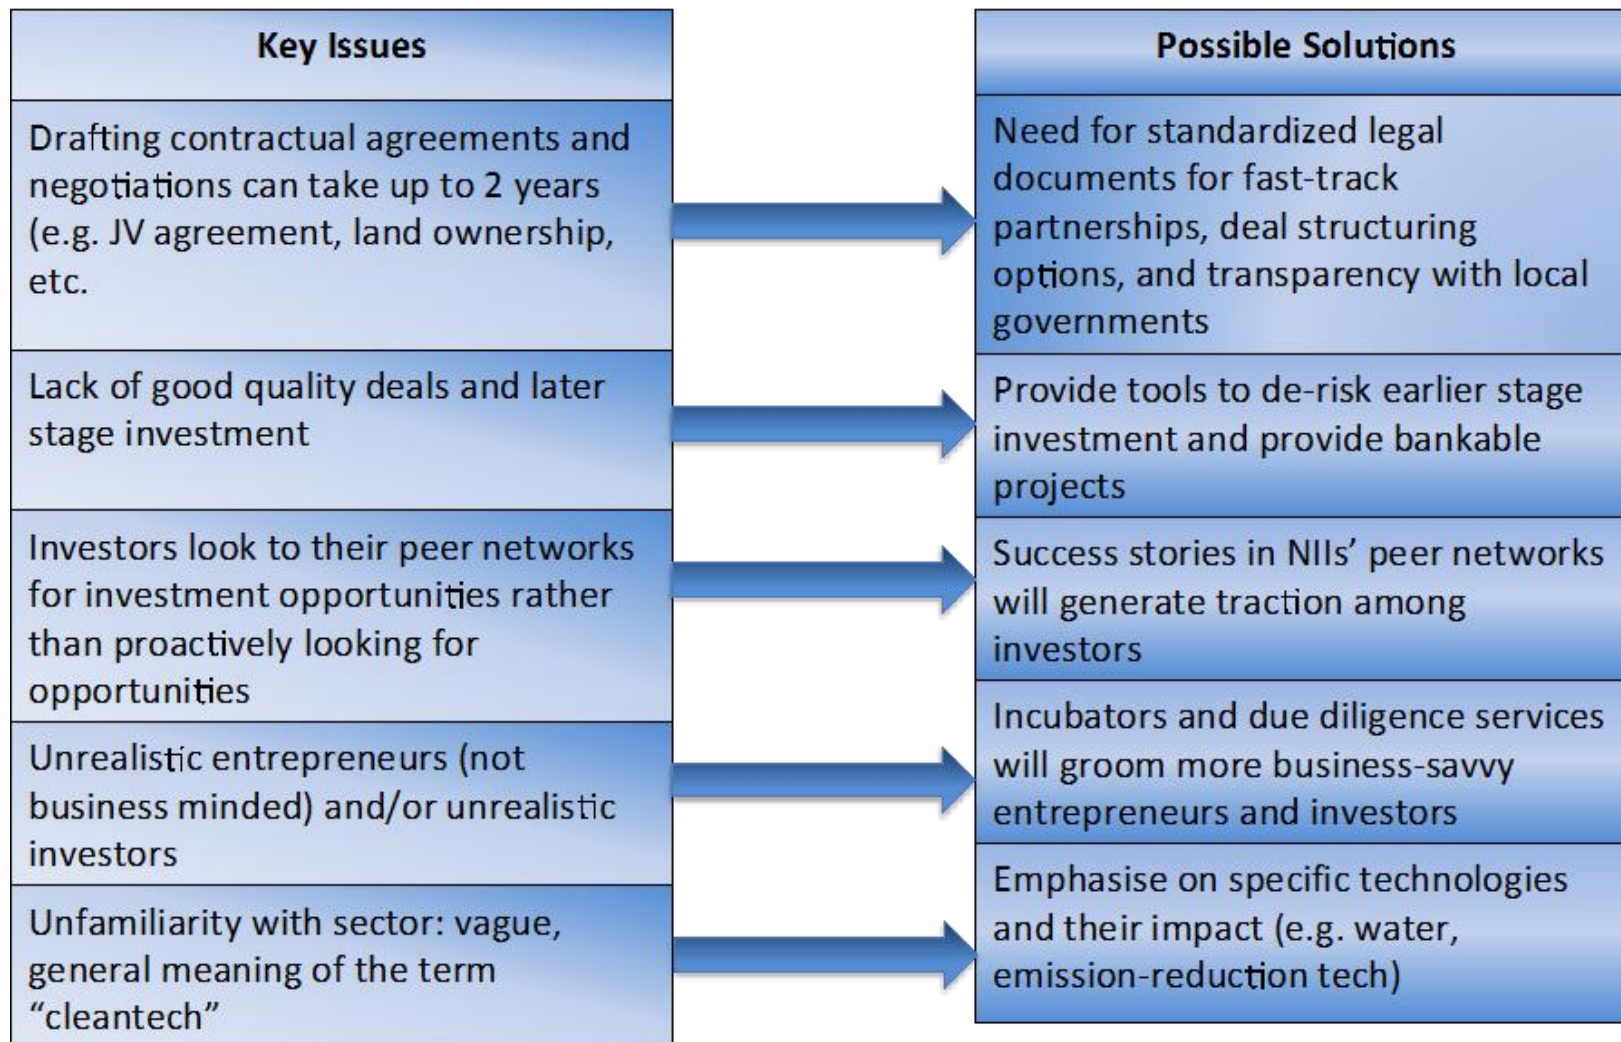 Key Issues
Drafting contractual agreements and
negotiations can take up to 2 years
(e.g. JV agreement, land ownership,
etc.
Lack of good quality deals and later
stage investment
Investors look to their peer networks
for investment opportunities rather
than proactively looking for
opportunities
Unrealistic entrepreneurs (not
business minded) and/or unrealistic
investors
Unfamiliarity with sector: vague,
general meaning of the term
“cleantech”
Possible Solutions
Need for standardized legal
documents for fast-track
partnerships, deal structuring
options, and transparency with local
governments
Provide tools to de-risk earlier stage
investment and provide bankable
projects
Success stories in NIIs’ peer networks
will generate traction among
investors
Incubators and due diligence services
will groom more business-savvy
entrepreneurs and investors
Emphasise on specific technologies
and their impact (e.g. water,
emission-reduction tech)